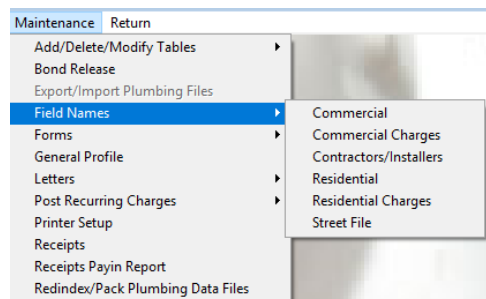 Maintenance Return
Add/Delete/Modify Tables
Bond Release
Export/Import Plumbing Files
Field Names
Forms
General Profile
Letters
Post Recurring Charges
Printer Setup
Receipts
Receipts Payin Report
Redindex/Pack Plumbing Data Files
Commercial
Commercial Charges
Contractors/Installers
Residential
Residential Charges
Street File